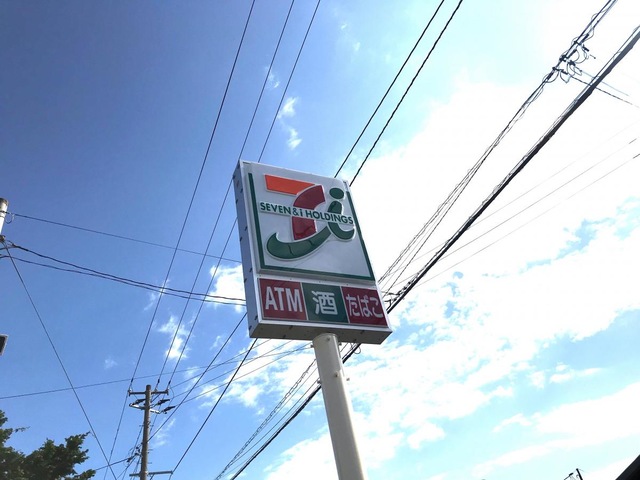 SEVEN & i HOLDINGS
ATM 酒 たばこ